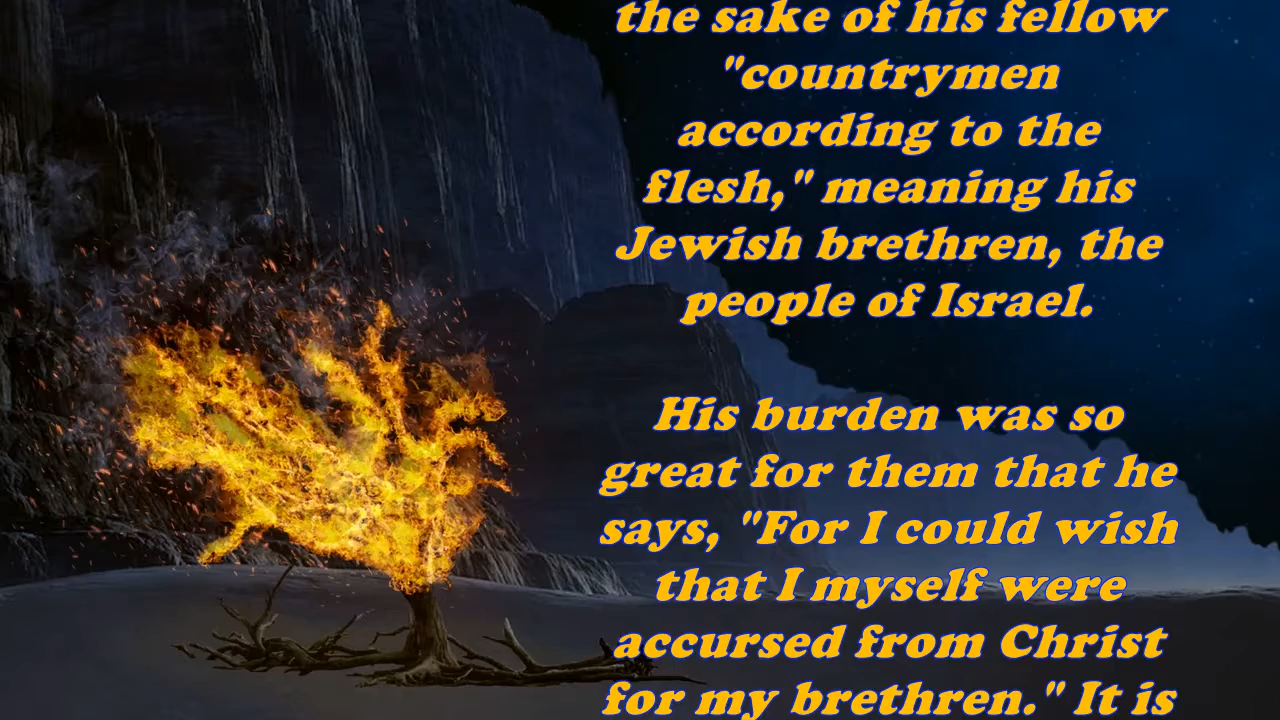 the sake of his fellow
"countrymen
according to the
flesh," meaning his
Jewish brethren, the
people of Israel.
His burden was so
great for them that he
says, "For I could wish
that I myself were
accursed from Christ
for my brethren." It is